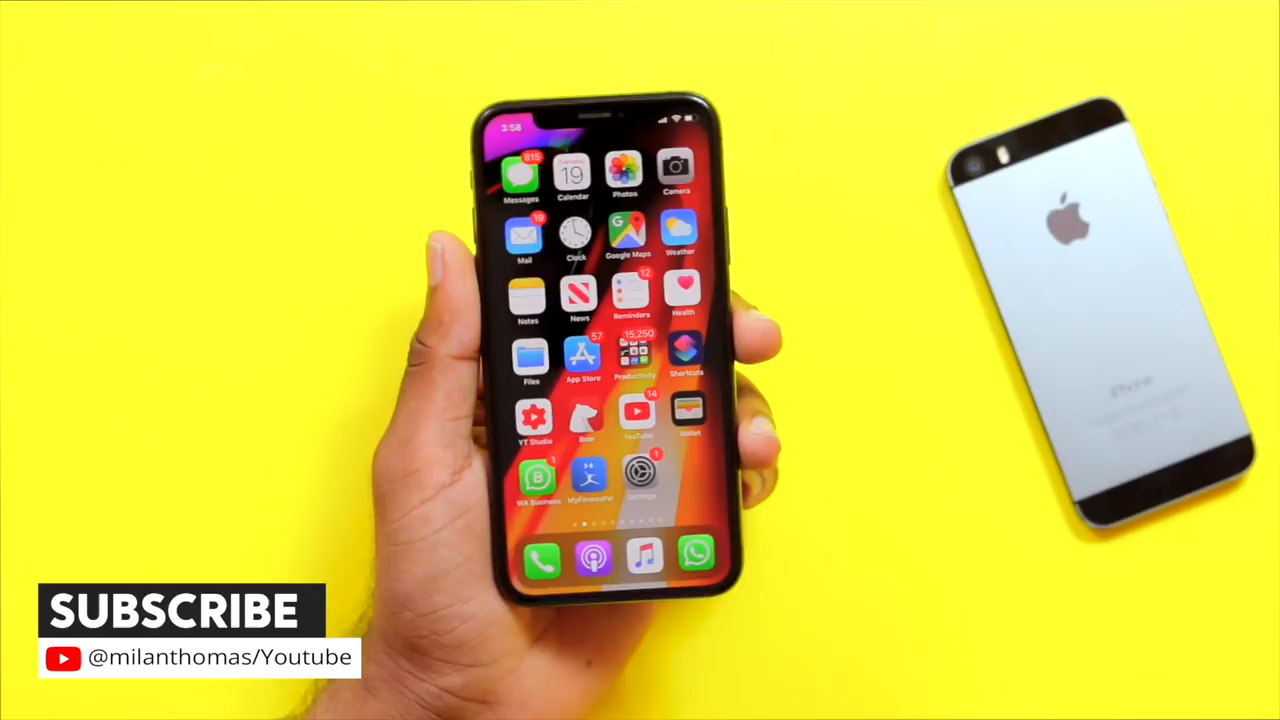 3:58
815
Tuesday
19
Messages
Calendar
Photos
Camera
19
Mail
Clock
Google Maps
Weather
12
Notes
News
Reminders
Health
57
15,250
Files
App Store
Productivity
Shortcuts
14
YT Studio
Bear
YouTube
Wallet
1
1
WA Business
MyFitnessPal
Settings
iPhone
SUBSCRIBE
@milanthomas/Youtube